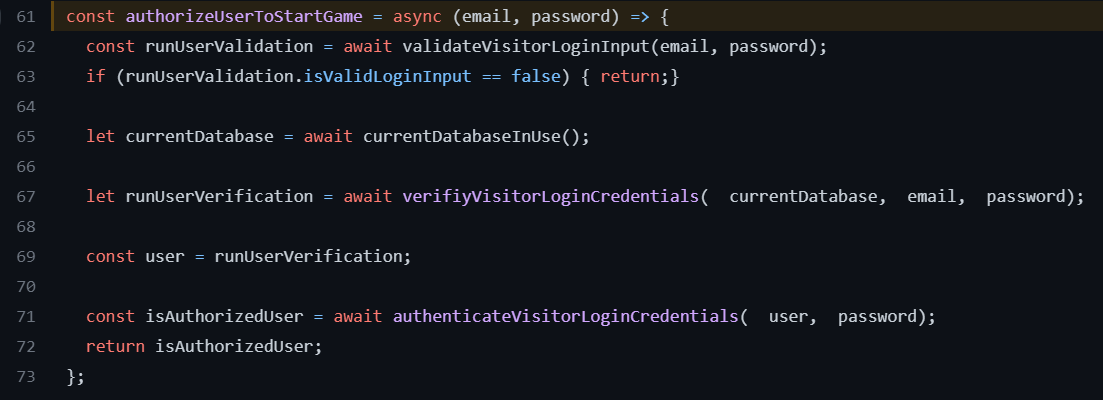 61 const authorizeUserToStartGame = async (email, password) => {
62   const runUserValidation = await validateVisitorLoginInput(email, password);
63   if (runUserValidation.isValidLoginInput == false) { return;}
64
65   let currentDatabase = await currentDatabaseInUse();
66
67   let runUserVerification = await verifiyVisitorLoginCredentials(  currentDatabase,  email,  password);
68
69   const user = runUserVerification;
70
71   const isAuthorizedUser = await authenticateVisitorLoginCredentials(  user,  password);
72   return isAuthorizedUser;
73 };